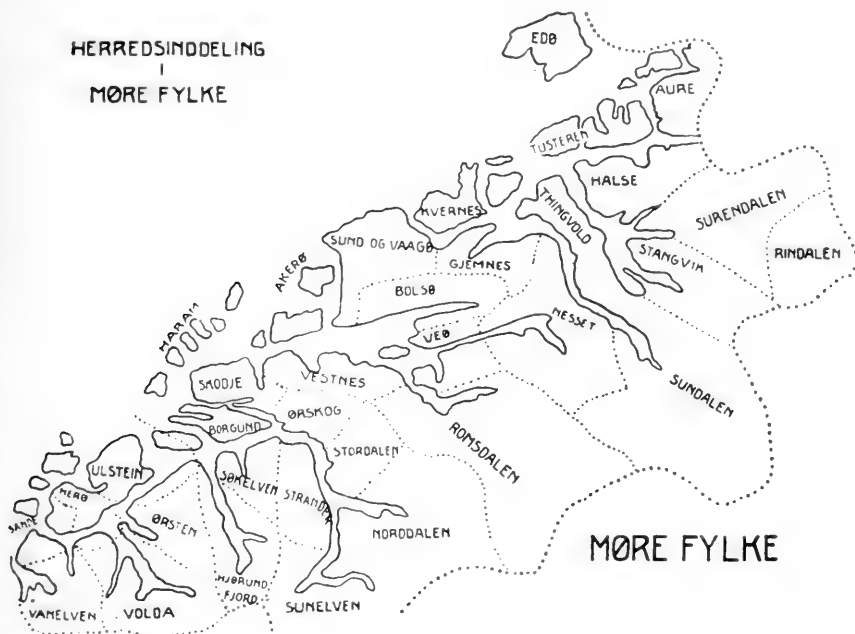 HERREDSINDDELING
I
MØRE FYLKE
EDØ
AURE
TUSTEREN
HALSE
KVERNES
THINGVOLD
SURENDALEN
SUND OG VAAGØ
STANGVIK
RINDALEN
GJEMNES
AKERØ
BOLSØ
NESSET
HARAM
VEØ
SUNDALEN
SKODJE
VESTNES
ØRSKOG
BORGUND
ROMSDALEN
STORDALEN
ULSTEIN
SØKELVEN
STRANDEN
HERØ
SANDE
ØRSTEN
NORDDALEN
MØRE FYLKE
HJØRUND
FJORD
VANELVEN
VOLDA
SUNELVEN